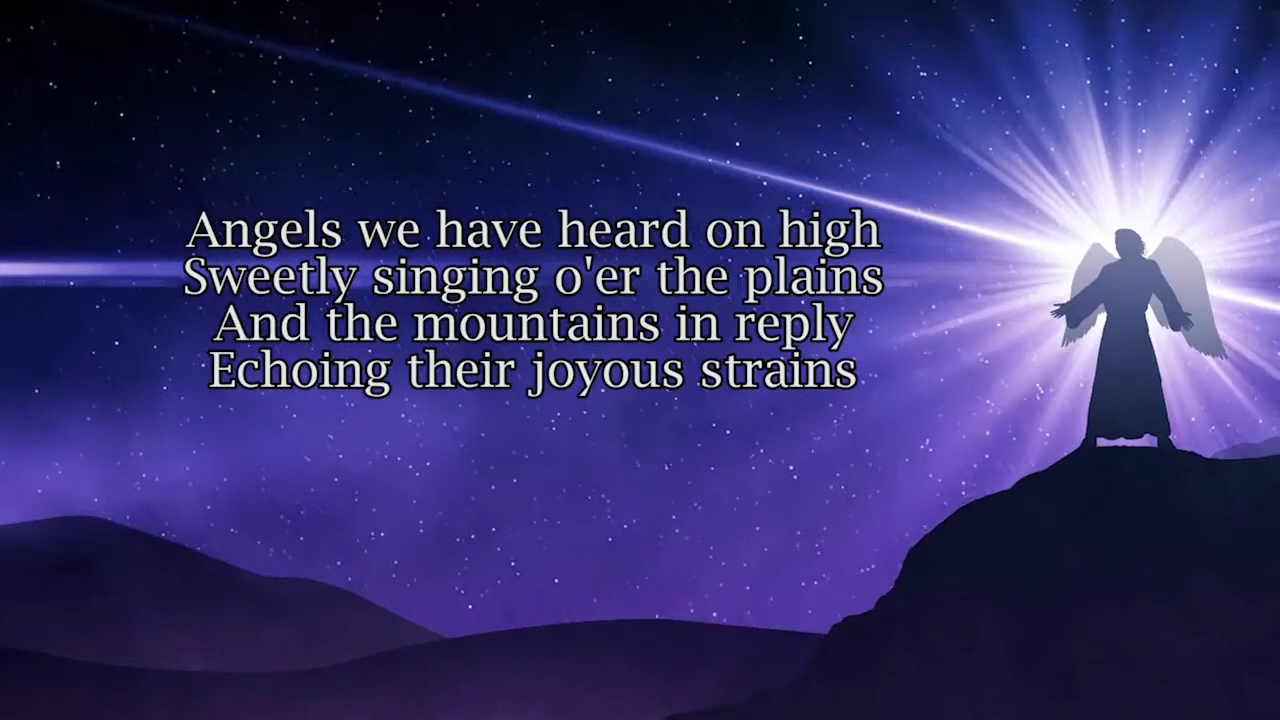 Angels we have heard on high
Sweetly singing o'er the plains
And the mountains in reply
Echoing their joyous strains